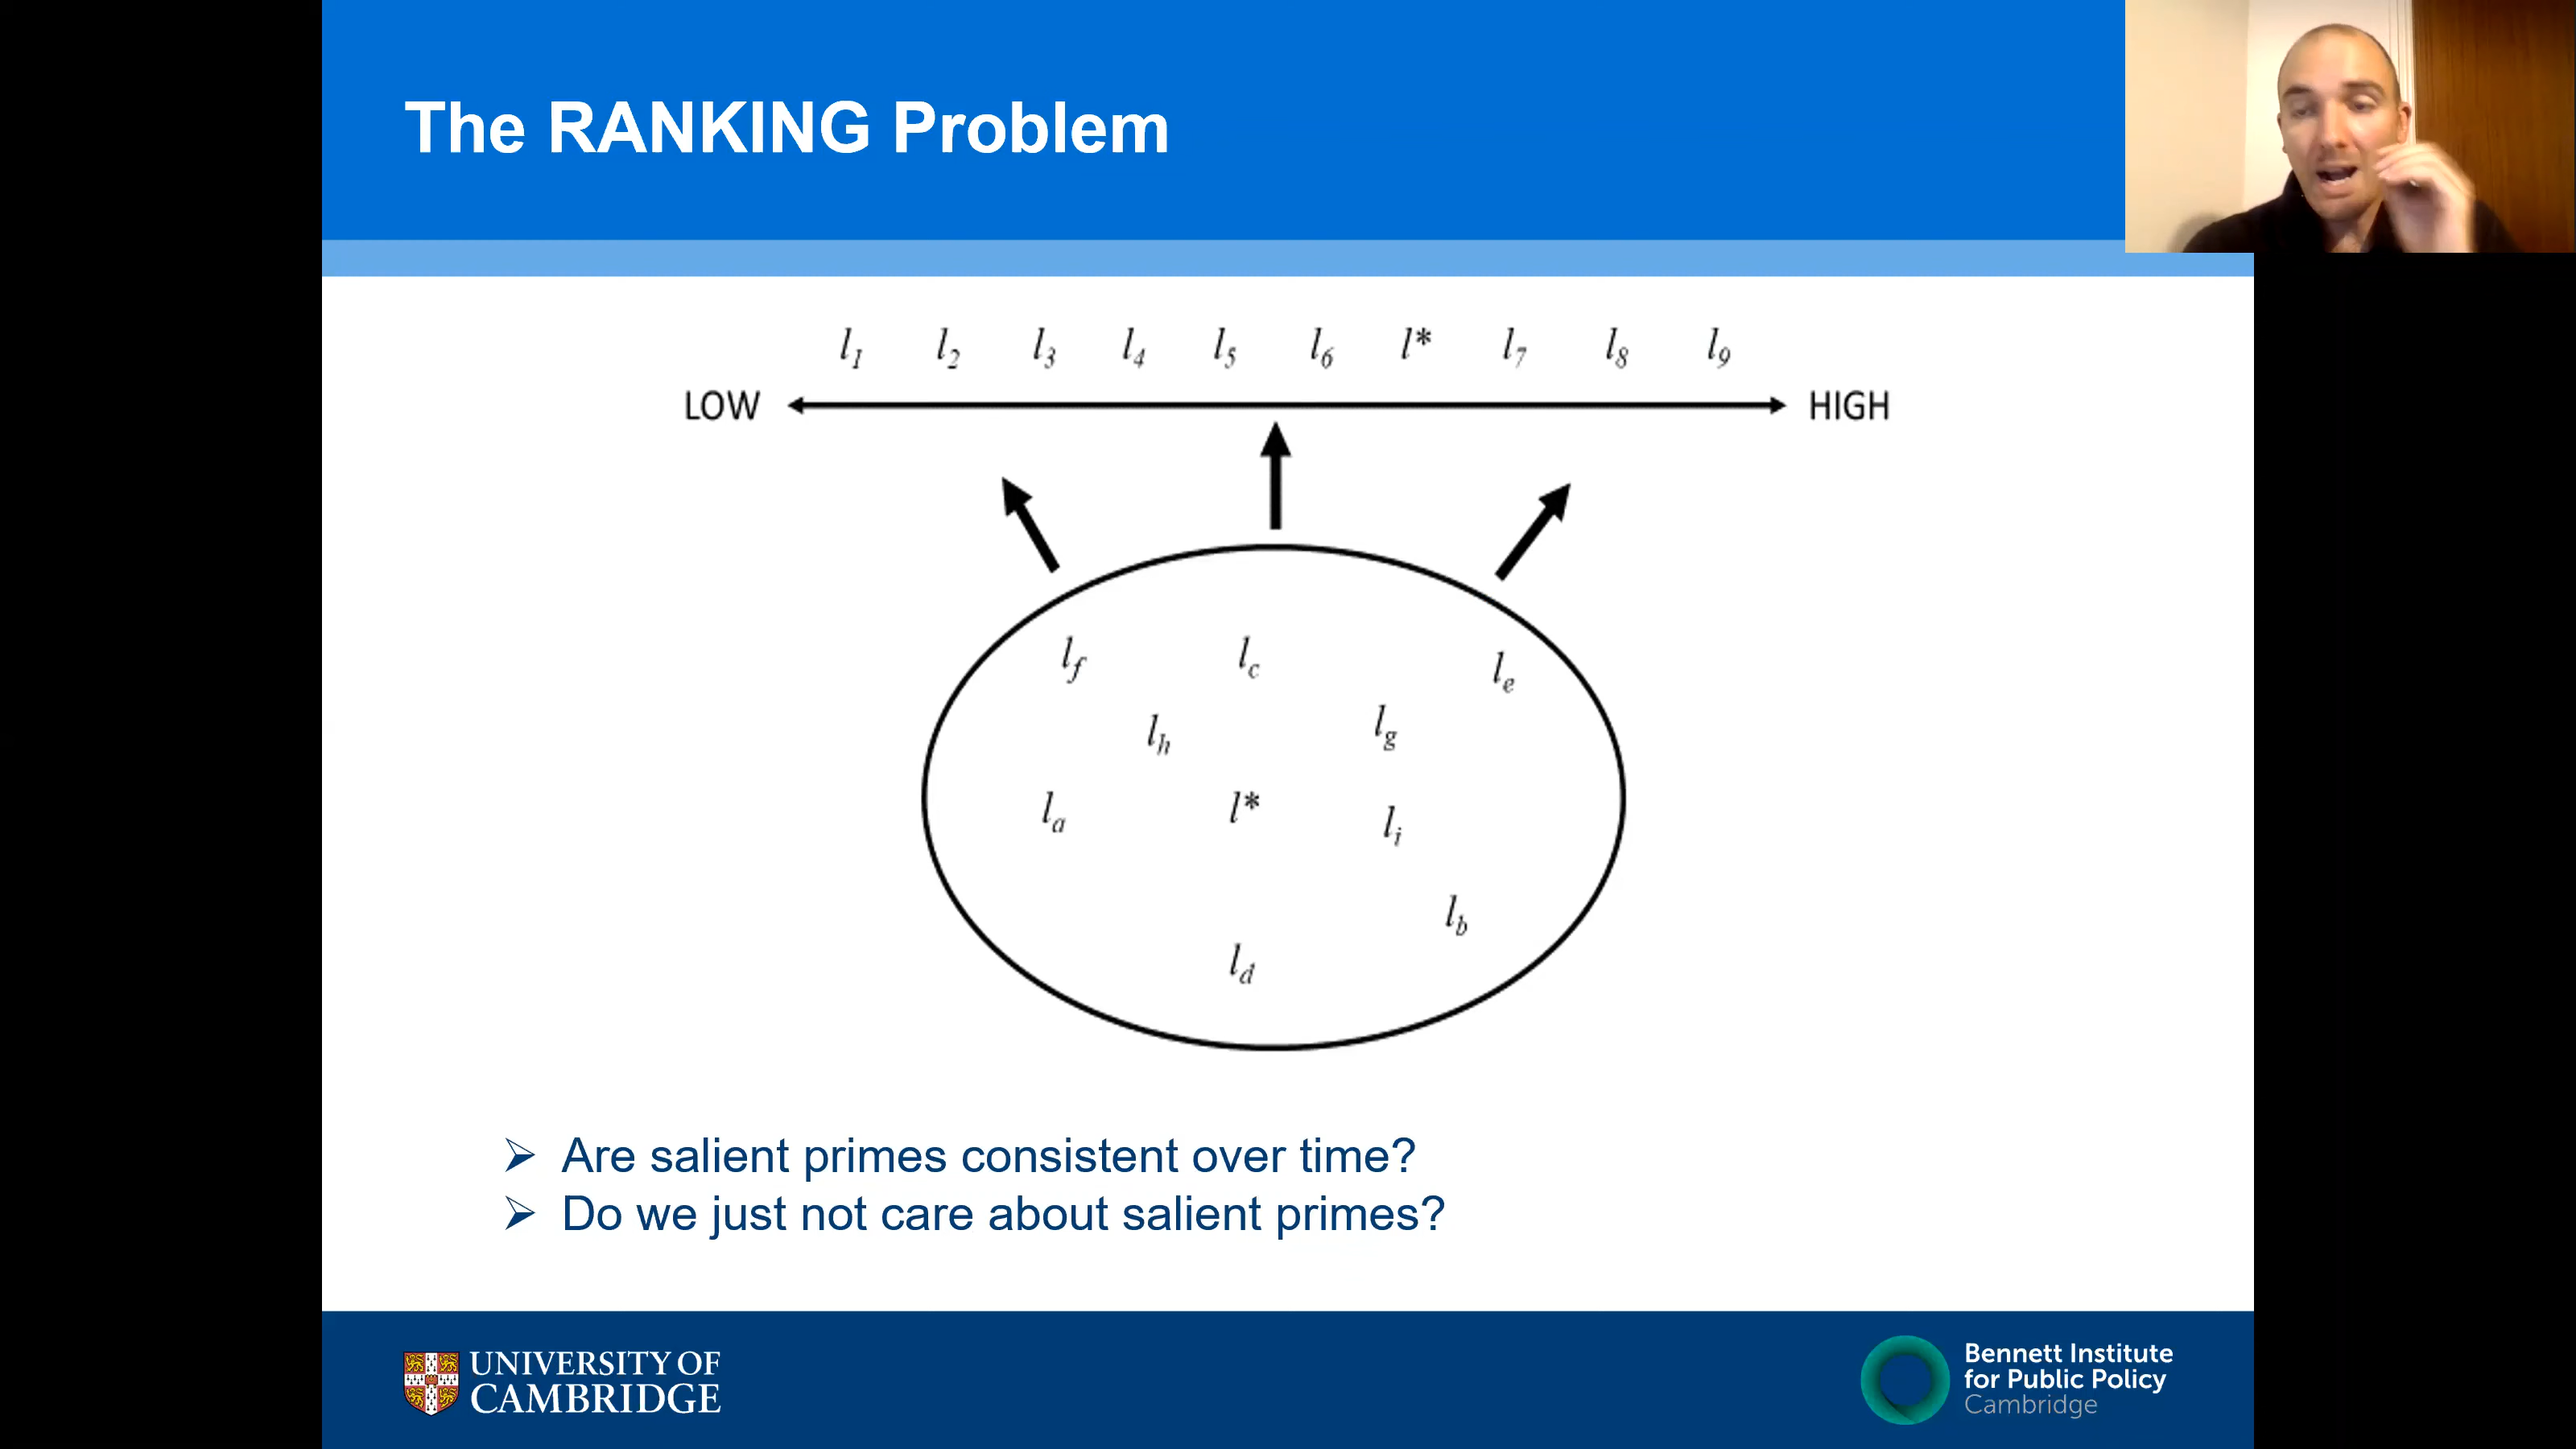 The RANKING Problem
l1 l2 l3 l4 l5 l6 l* l7 l8 l9
LOW HIGH
lf lc le
lh lg
la l* li
lb
ld
Are salient primes consistent over time?
Do we just not care about salient primes?
UNIVERSITY OF
CAMBRIDGE
Bennett Institute
for Public Policy
Cambridge